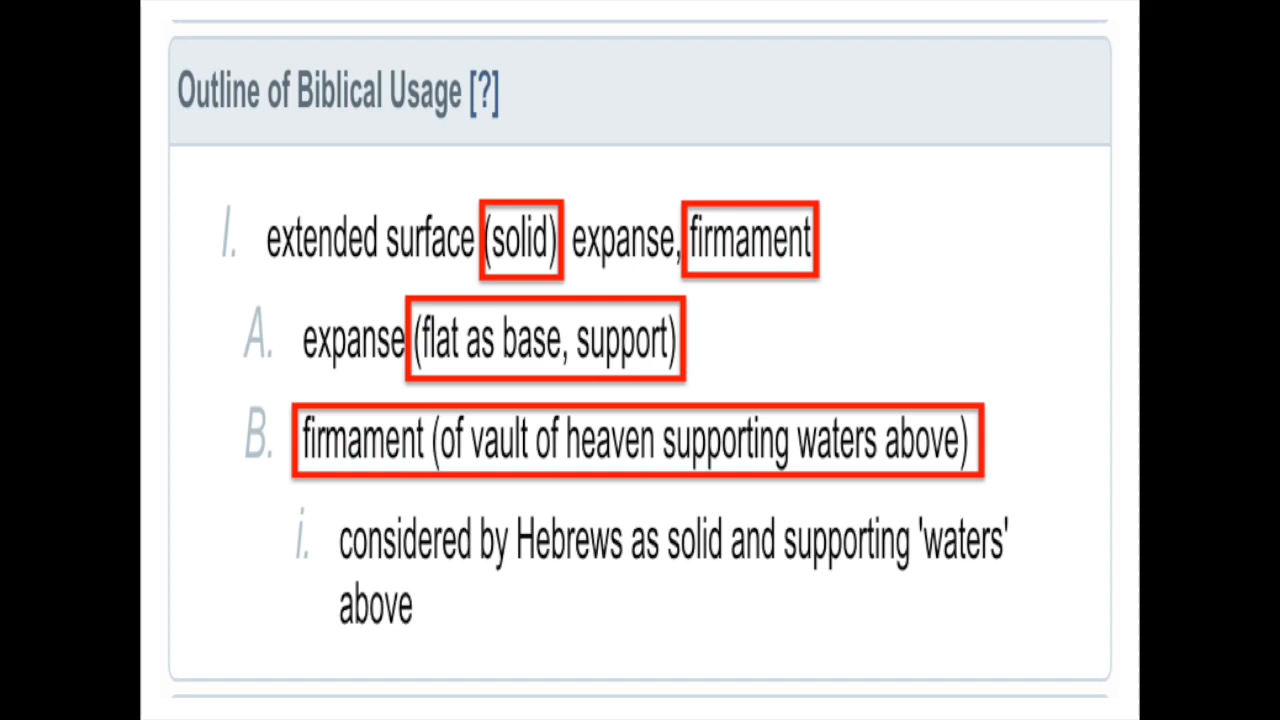 Outline of Biblical Usage [?]
I. extended surface (solid) expanse, firmament
A. expanse (flat as base, support)
B. firmament (of vault of heaven supporting waters above)
i. considered by Hebrews as solid and supporting 'waters'
above